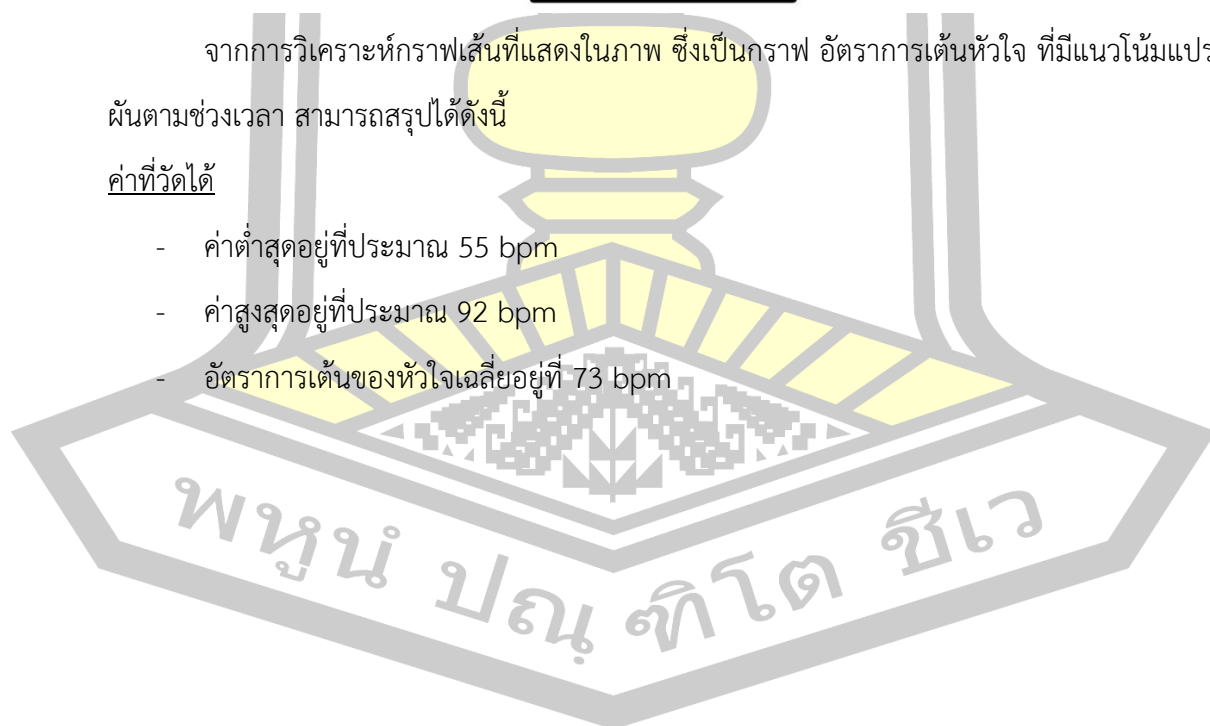 จากการวิเคราะห์กราฟเส้นที่แสดงในภาพ ซึ่งเป็นกราฟ อัตราการเต้นหัวใจ ที่มีแนวโน้มแปร
ผันตามช่วงเวลา สามารถสรุปได้ดังนี้
ค่าที่วัดได้
- ค่าต่ำสุดอยู่ที่ประมาณ 55 bpm
- ค่าสูงสุดอยู่ที่ประมาณ 92 bpm
- อัตราการเต้นของหัวใจเฉลี่ยอยู่ที่ 73 bpm
พหูนํ ปณฺฑิโต ชีเว